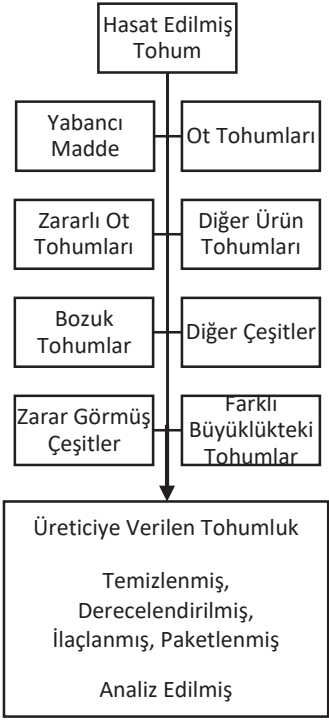 Hasat Edilmiş
Tohum
Yabancı
Madde
Ot Tohumları
Zararlı Ot
Tohumları
Diğer Ürün
Tohumları
Bozuk
Tohumlar
Diğer Çeşitler
Zarar Görmüş
Çeşitler
Farklı
Büyüklükteki
Tohumlar
Üreticiye Verilen Tohumluk
Temizlenmiş,
Derecelendirilmiş,
İlaçlanmış, Paketlenmiş
Analiz Edilmiş